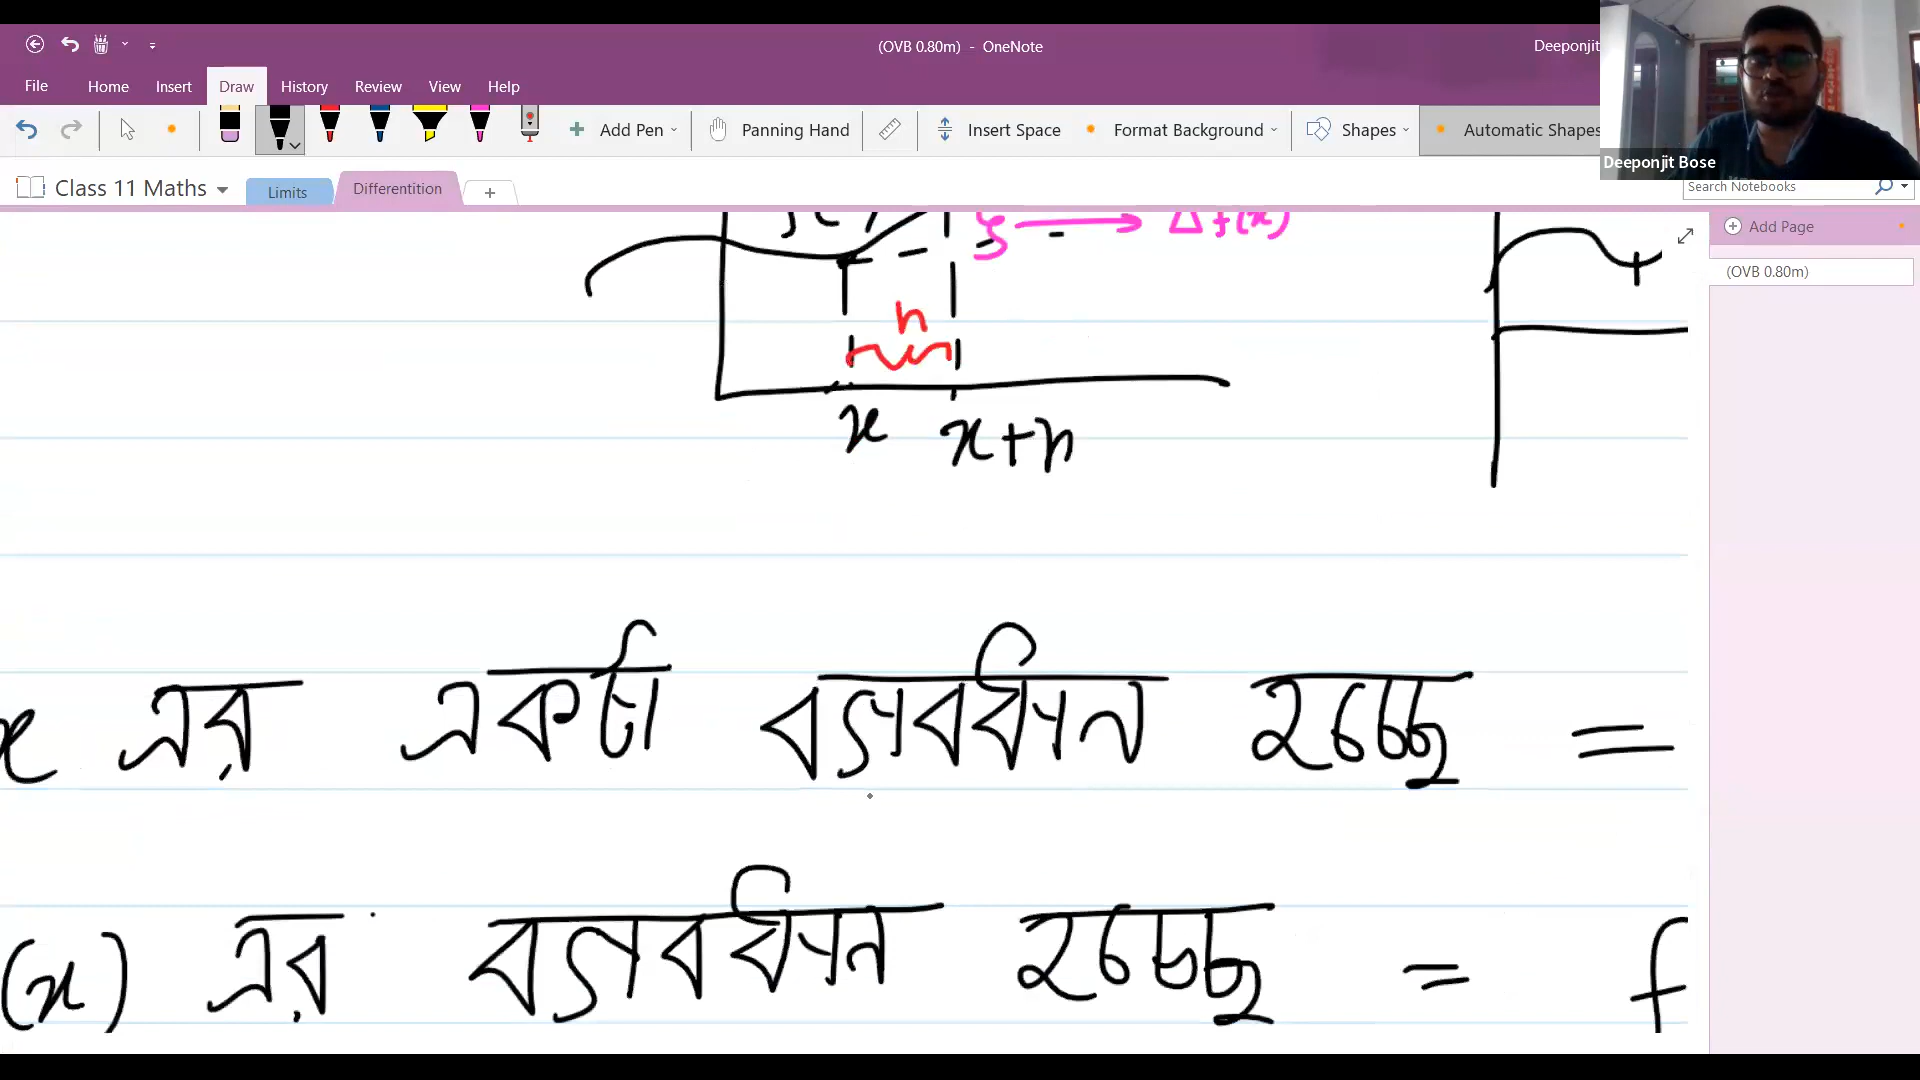 (OVB 0.80m) - OneNote
Deeponjit
File Home Insert Draw History Review View Help
Add Pen Panning Hand Insert Space Format Background Shapes Automatic Shapes
Deeponjit Bose
Class 11 Maths Limits Differentition +
Search Notebooks
Add Page
(OVB 0.80m)
Δf(x)
h
x x+h
x এর একটা ব্যবধান হচ্ছে =
(x) এর ব্যবধান হচ্ছে = f